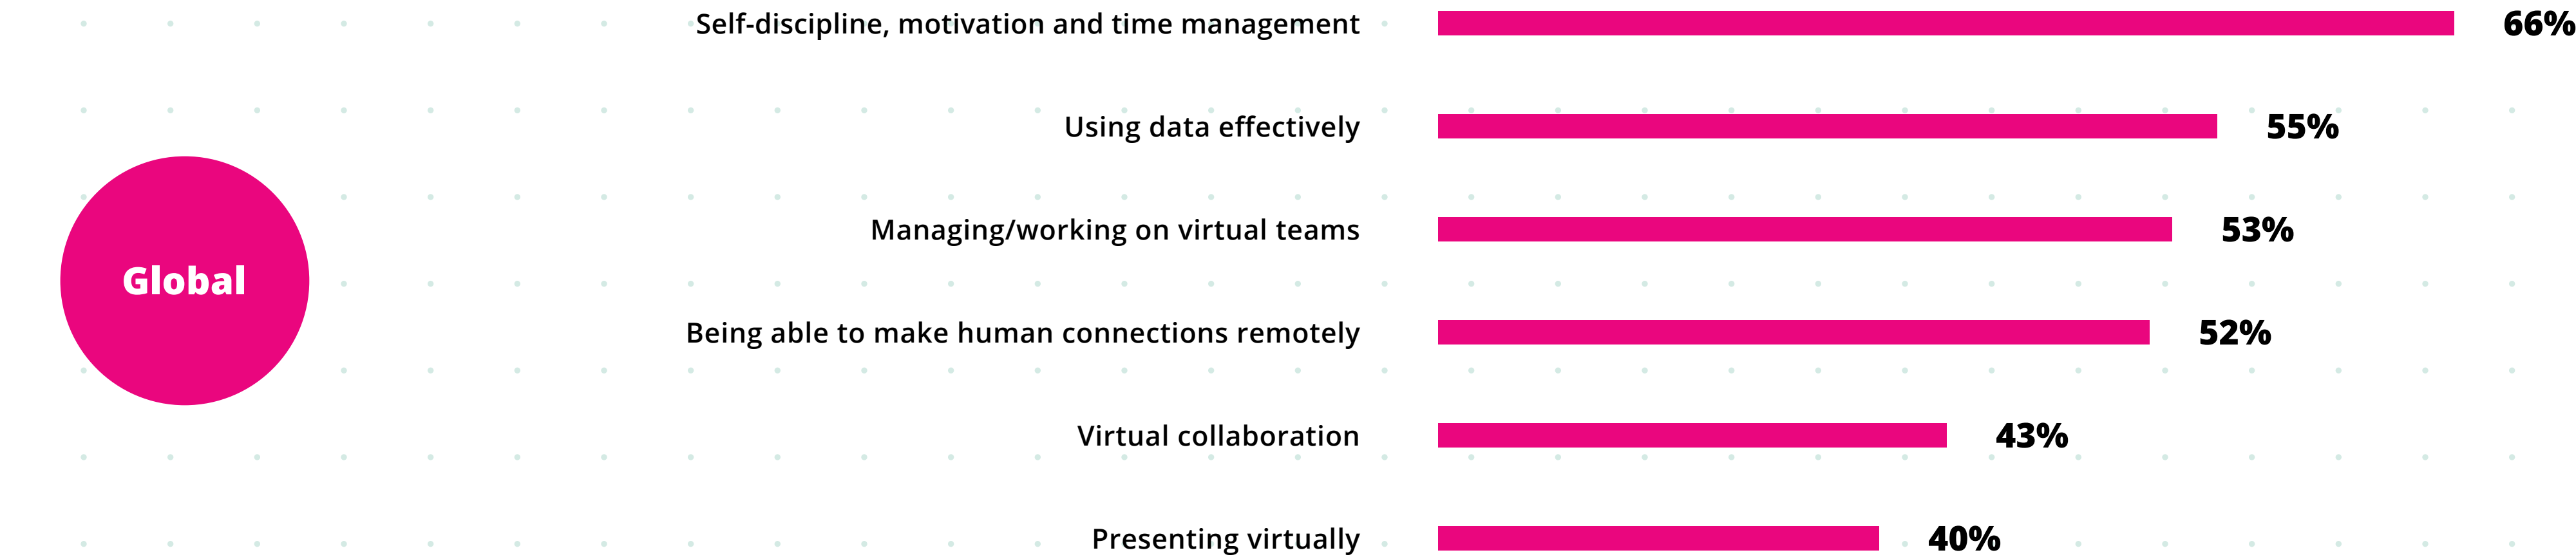 Self-discipline, motivation and time management 66%
Using data effectively 55%
Managing/working on virtual teams 53%
Global
Being able to make human connections remotely 52%
Virtual collaboration 43%
Presenting virtually 40%